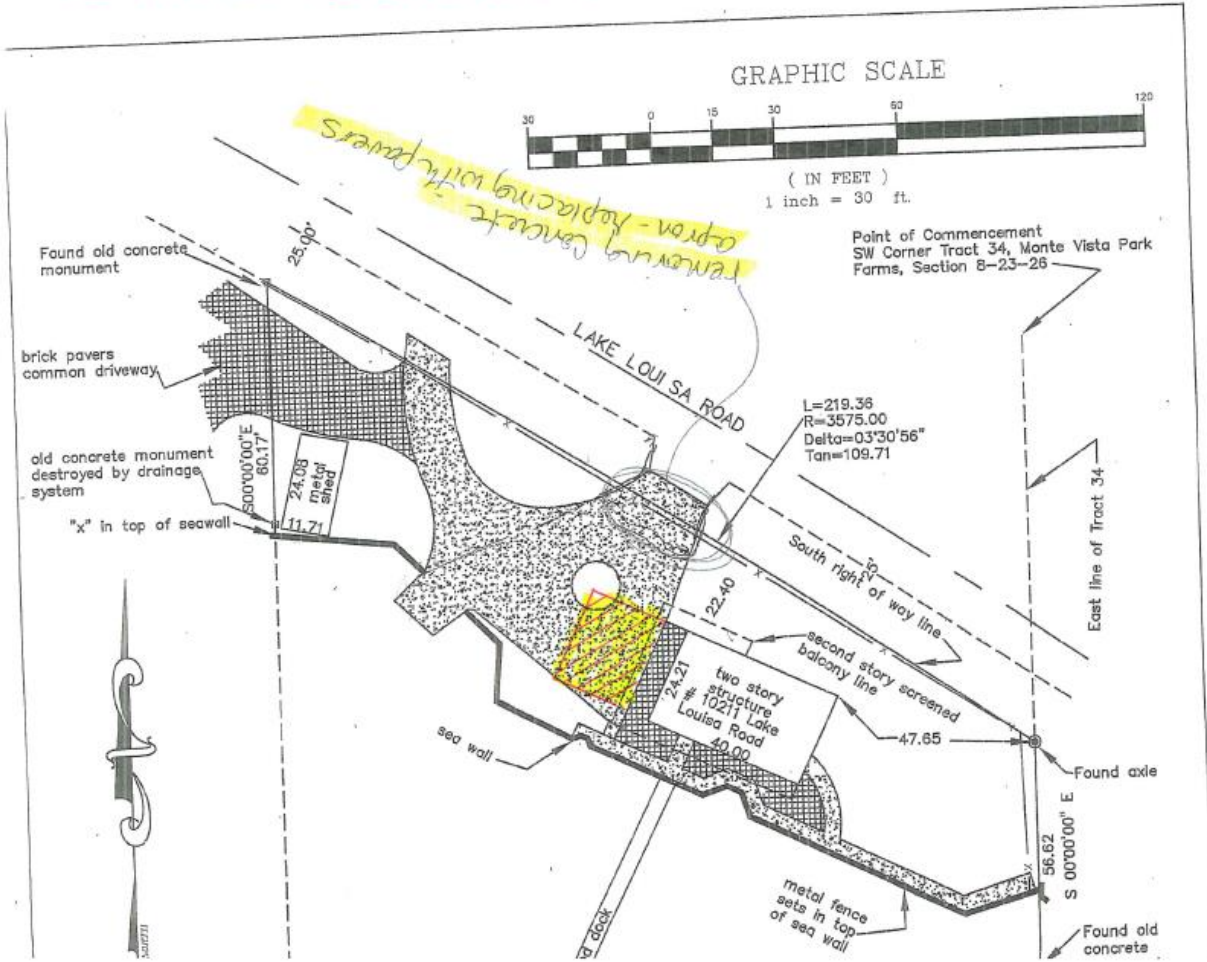 GRAPHIC SCALE
30 0 15 30 60 120
( IN FEET )
1 inch = 30 ft.
removing concrete -
apron - replacing with pavers
Point of Commencement
SW Corner Tract 34, Monte Vista Park
Farms, Section 8-23-26
Found old concrete
monument
25.00'
LAKE LOUISA ROAD
brick pavers
common driveway
L=219.36
R=3575.00
Delta=03°30'56"
Tan=109.71
old concrete monument
destroyed by drainage
system
S00°00'00"E
60.17'
24.08
metal
shed
11.71
"x" in top of seawall
East line of Tract 34
25'
South right of way line
22.40
second story screened
balcony line
24.21
two story
structure
# 10211 Lake
Louisa Road
40.00
47.65
sea wall
Found axle
56.62
S 00°00'00" E
metal fence
sets in top
of sea wall
dock
Found old
concrete